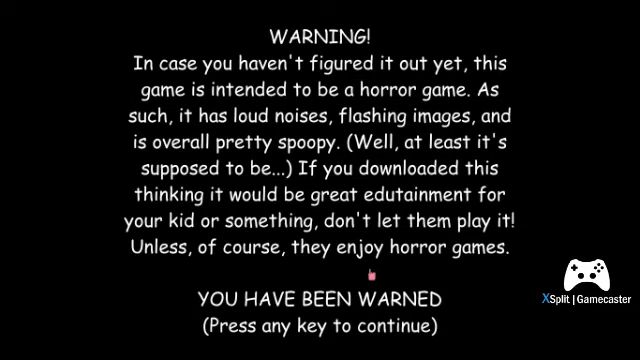 WARNING!
In case you haven't figured it out yet, this
game is intended to be a horror game. As
such, it has loud noises, flashing images, and
is overall pretty spoopy. (Well, at least it's
supposed to be...) If you downloaded this
thinking it would be great edutainment for
your kid or something, don't let them play it!
Unless, of course, they enjoy horror games.
YOU HAVE BEEN WARNED
(Press any key to continue)
XSplit | Gamecaster